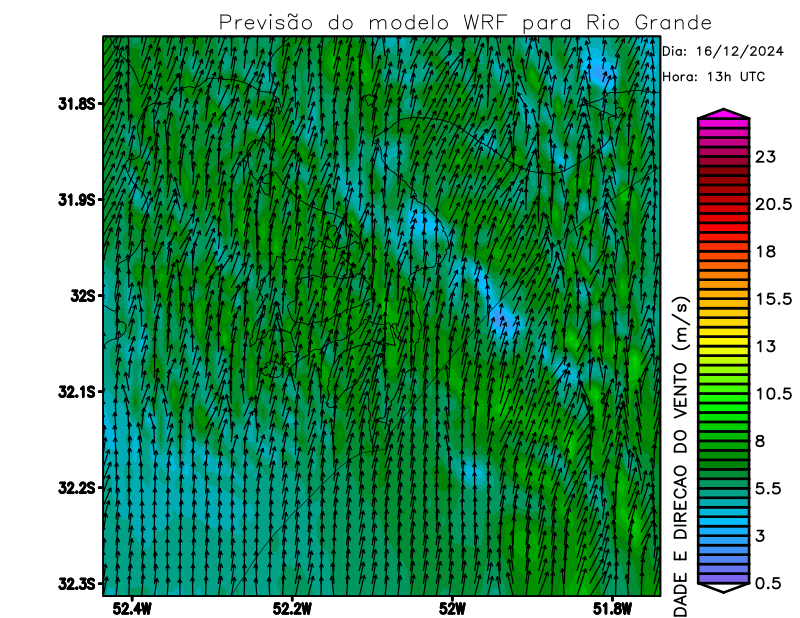 Previsão do modelo WRF para Rio Grande
Dia: 16/12/2024
Hora: 13h UTC
31.8S
31.9S
32S
32.1S
32.2S
32.3S
52.4W
52.2W
52W
51.8W
DADE E DIRECAO DO VENTO (m/s)
23
20.5
18
15.5
13
10.5
8
5.5
3
0.5